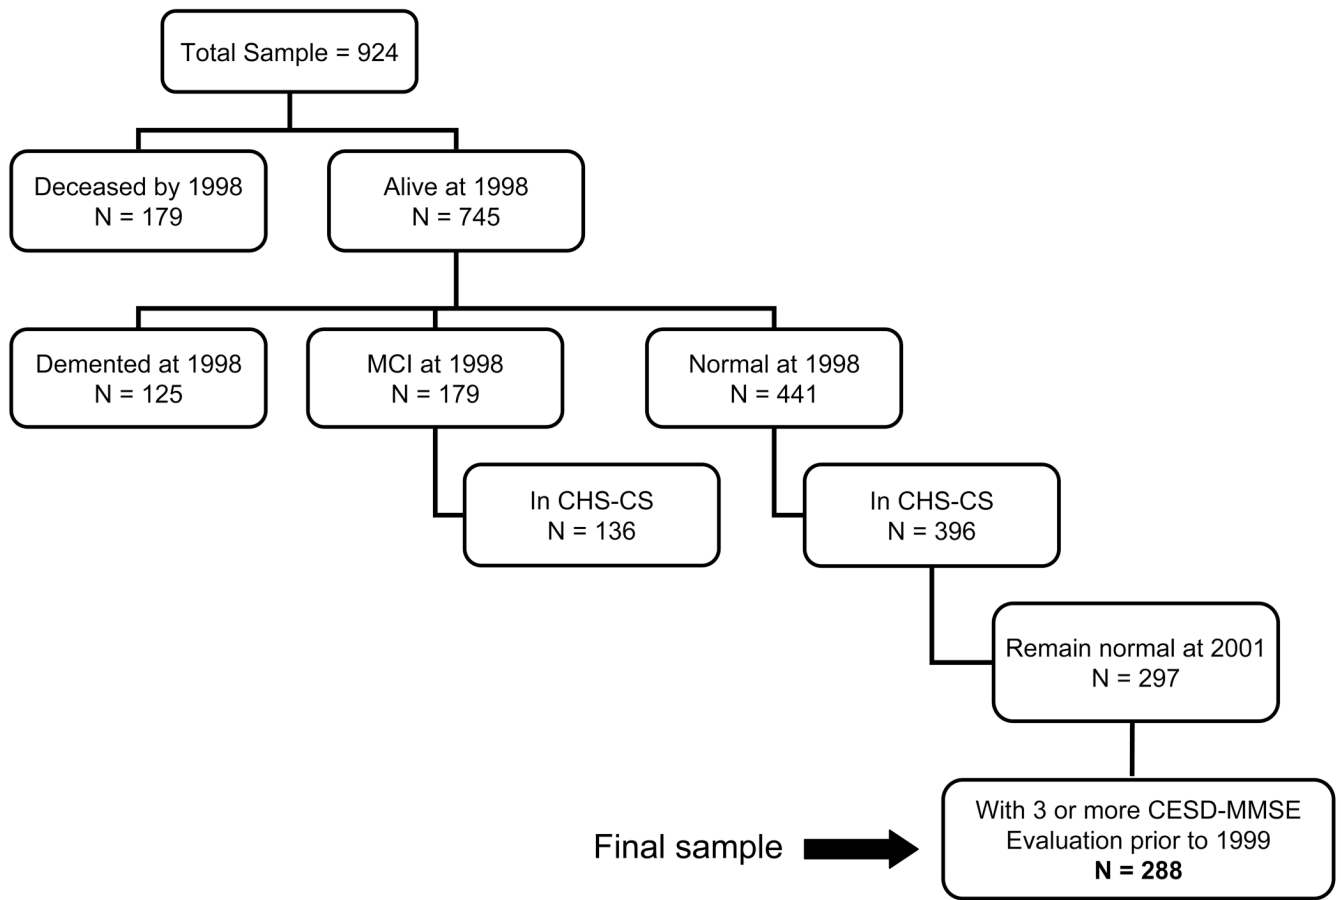 Total Sample = 924
Deceased by 1998
N = 179
Alive at 1998
N = 745
Demented at 1998
N = 125
MCI at 1998
N = 179
Normal at 1998
N = 441
In CHS-CS
N = 136
In CHS-CS
N = 396
Remain normal at 2001
N = 297
Final sample
With 3 or more CESD-MMSE
Evaluation prior to 1999
N = 288